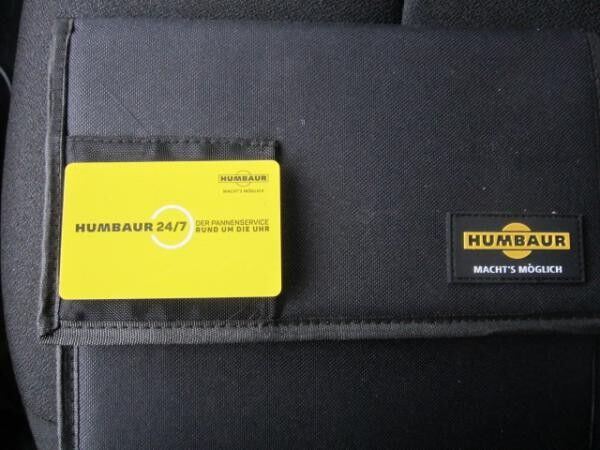 HUMBAUR
MACHT'S MÖGLICH
HUMBAUR 24/7
DER PANNENSERVICE
RUND UM DIE UHR
HUMBAUR
MACHT'S MÖGLICH